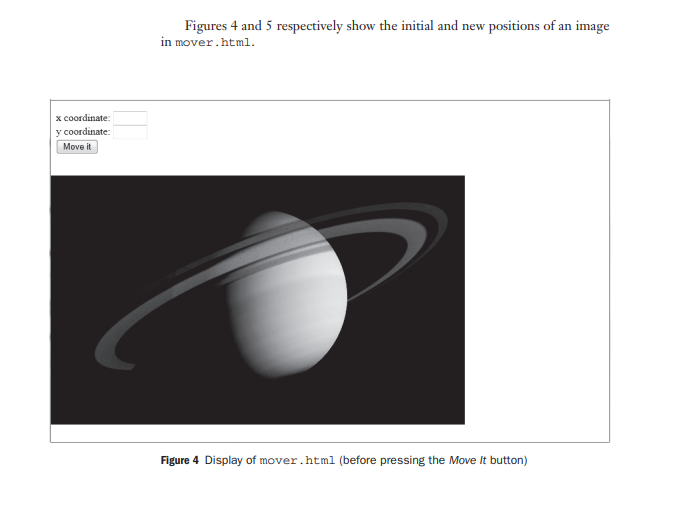 Figures 4 and 5 respectively show the initial and new positions of an image
in mover.html.
x coordinate:
y coordinate:
Move it
Figure 4 Display of mover.html (before pressing the Move It button)